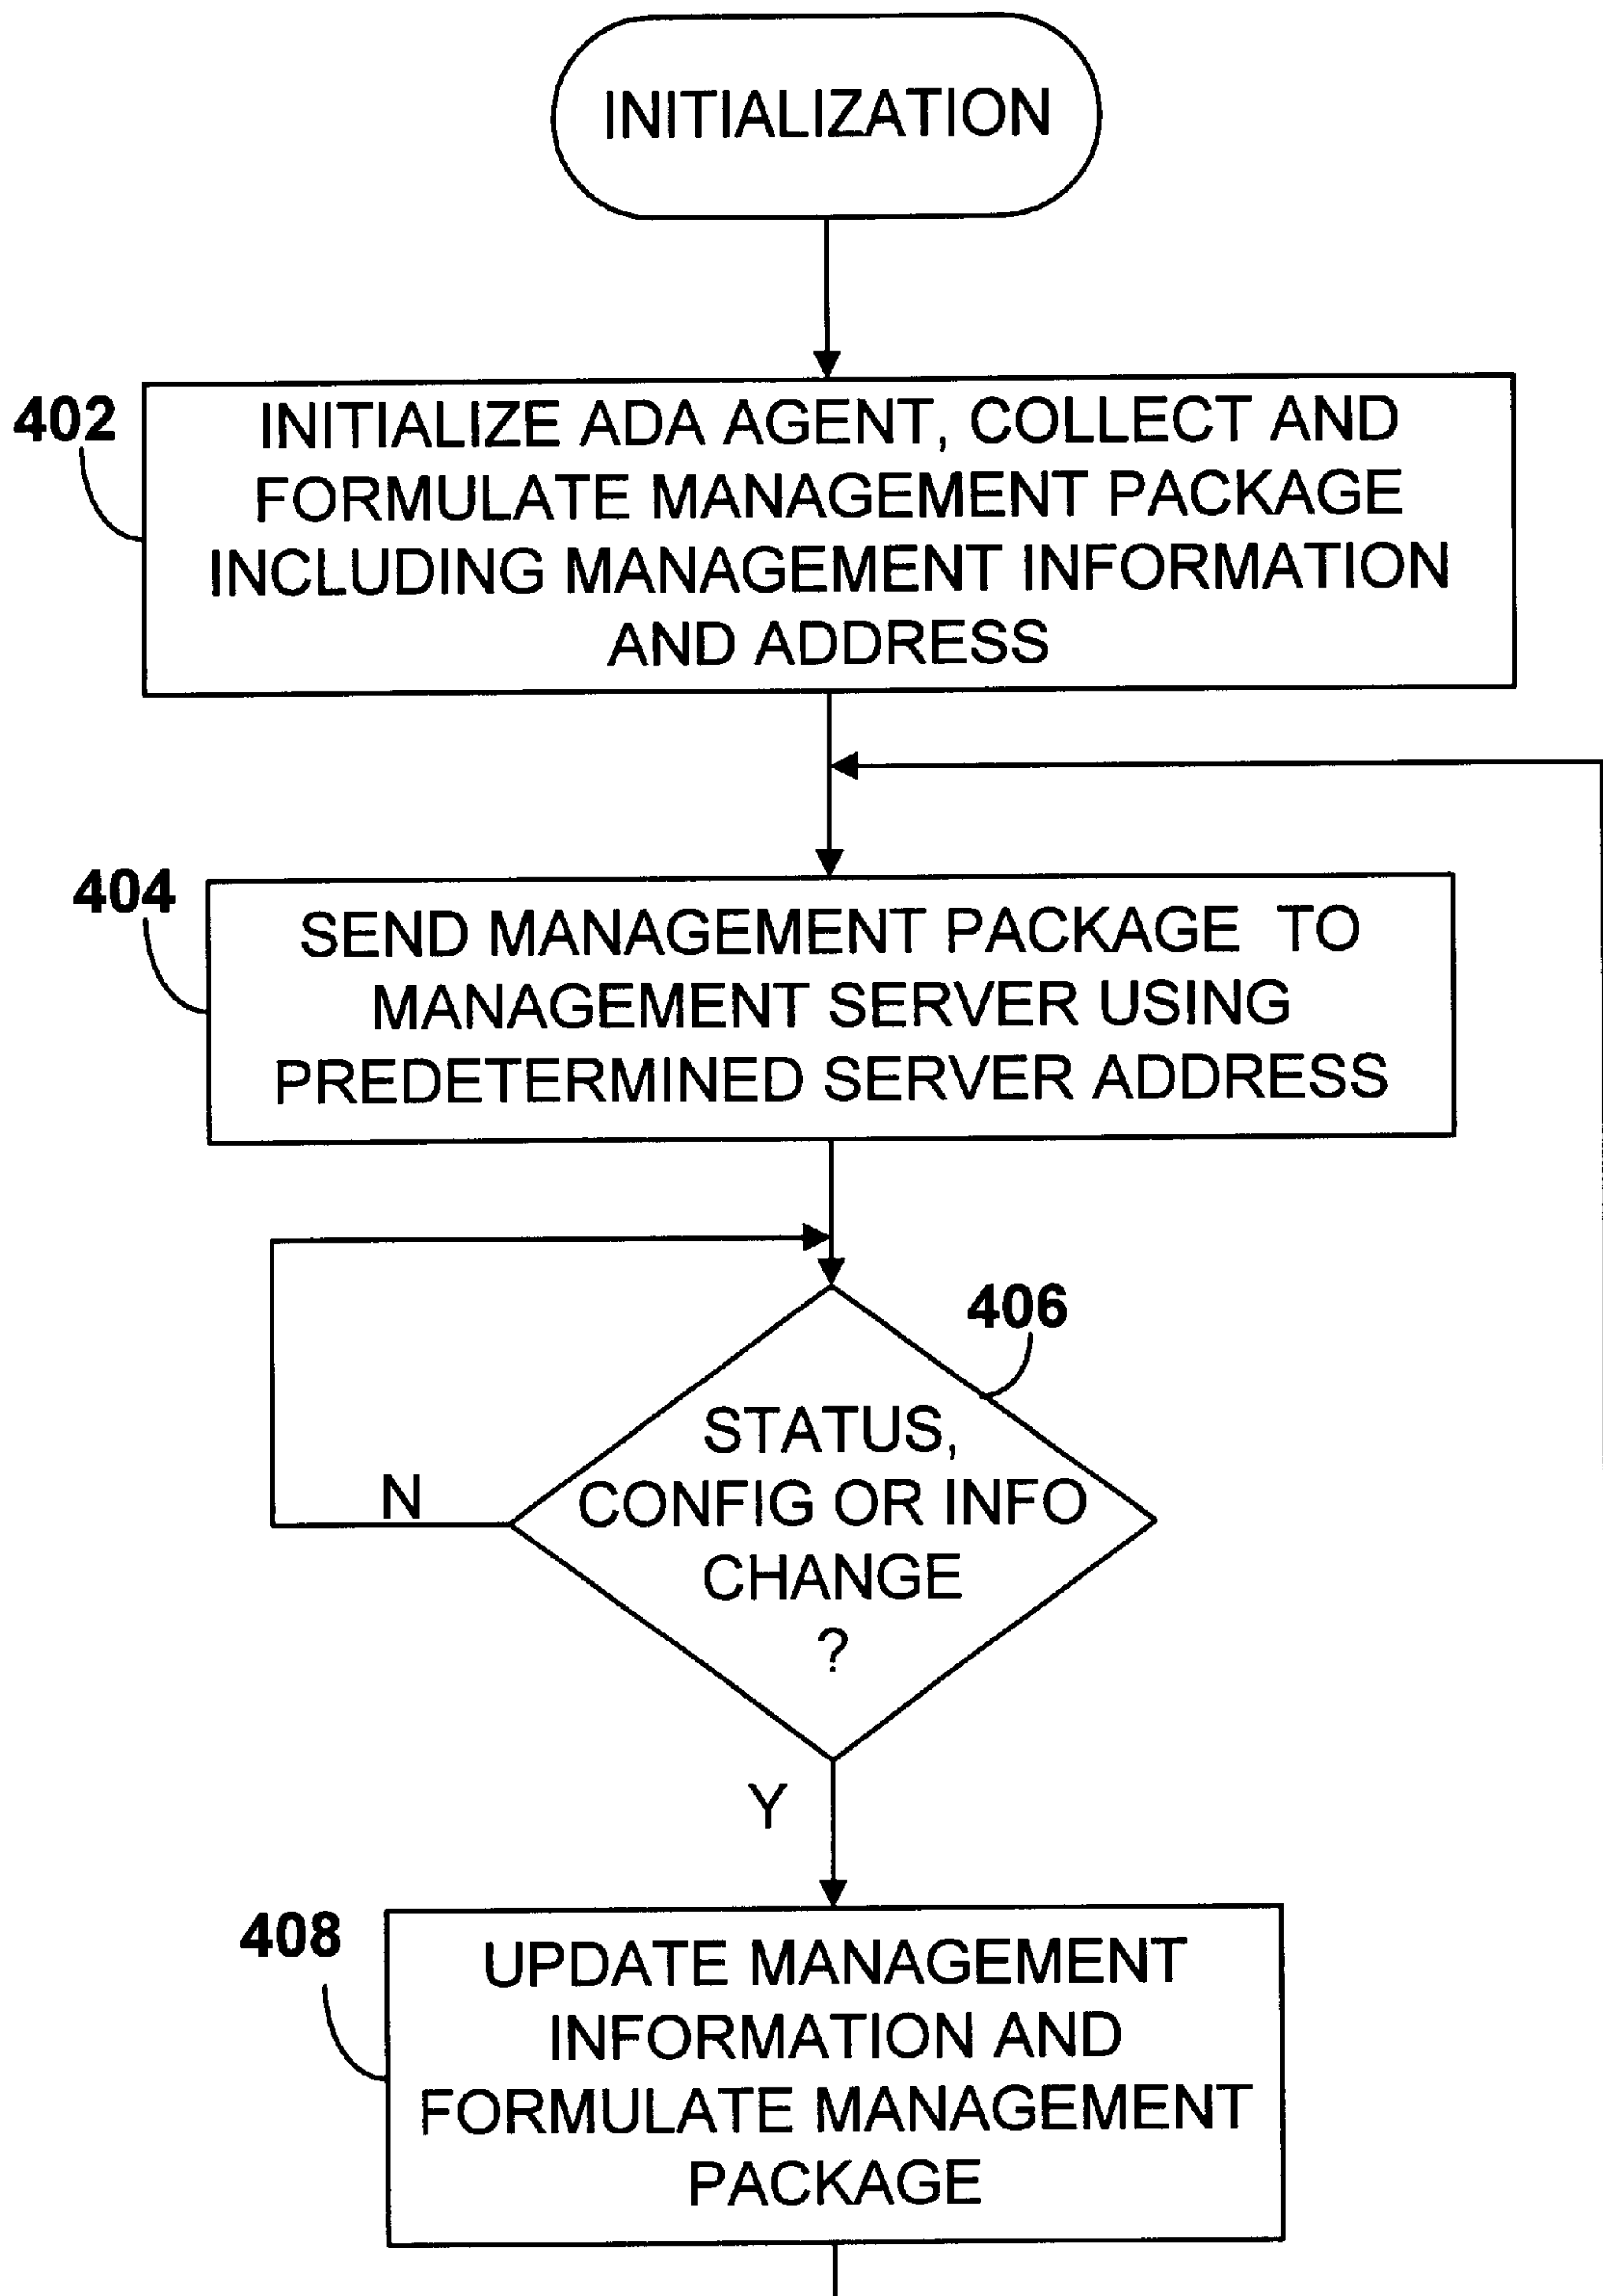 INITIALIZATION
402
INITIALIZE ADA AGENT, COLLECT AND
FORMULATE MANAGEMENT PACKAGE
INCLUDING MANAGEMENT INFORMATION
AND ADDRESS
404
SEND MANAGEMENT PACKAGE TO
MANAGEMENT SERVER USING
PREDETERMINED SERVER ADDRESS
406
STATUS,
CONFIG OR INFO
CHANGE
?
N
Y
408
UPDATE MANAGEMENT
INFORMATION AND
FORMULATE MANAGEMENT
PACKAGE